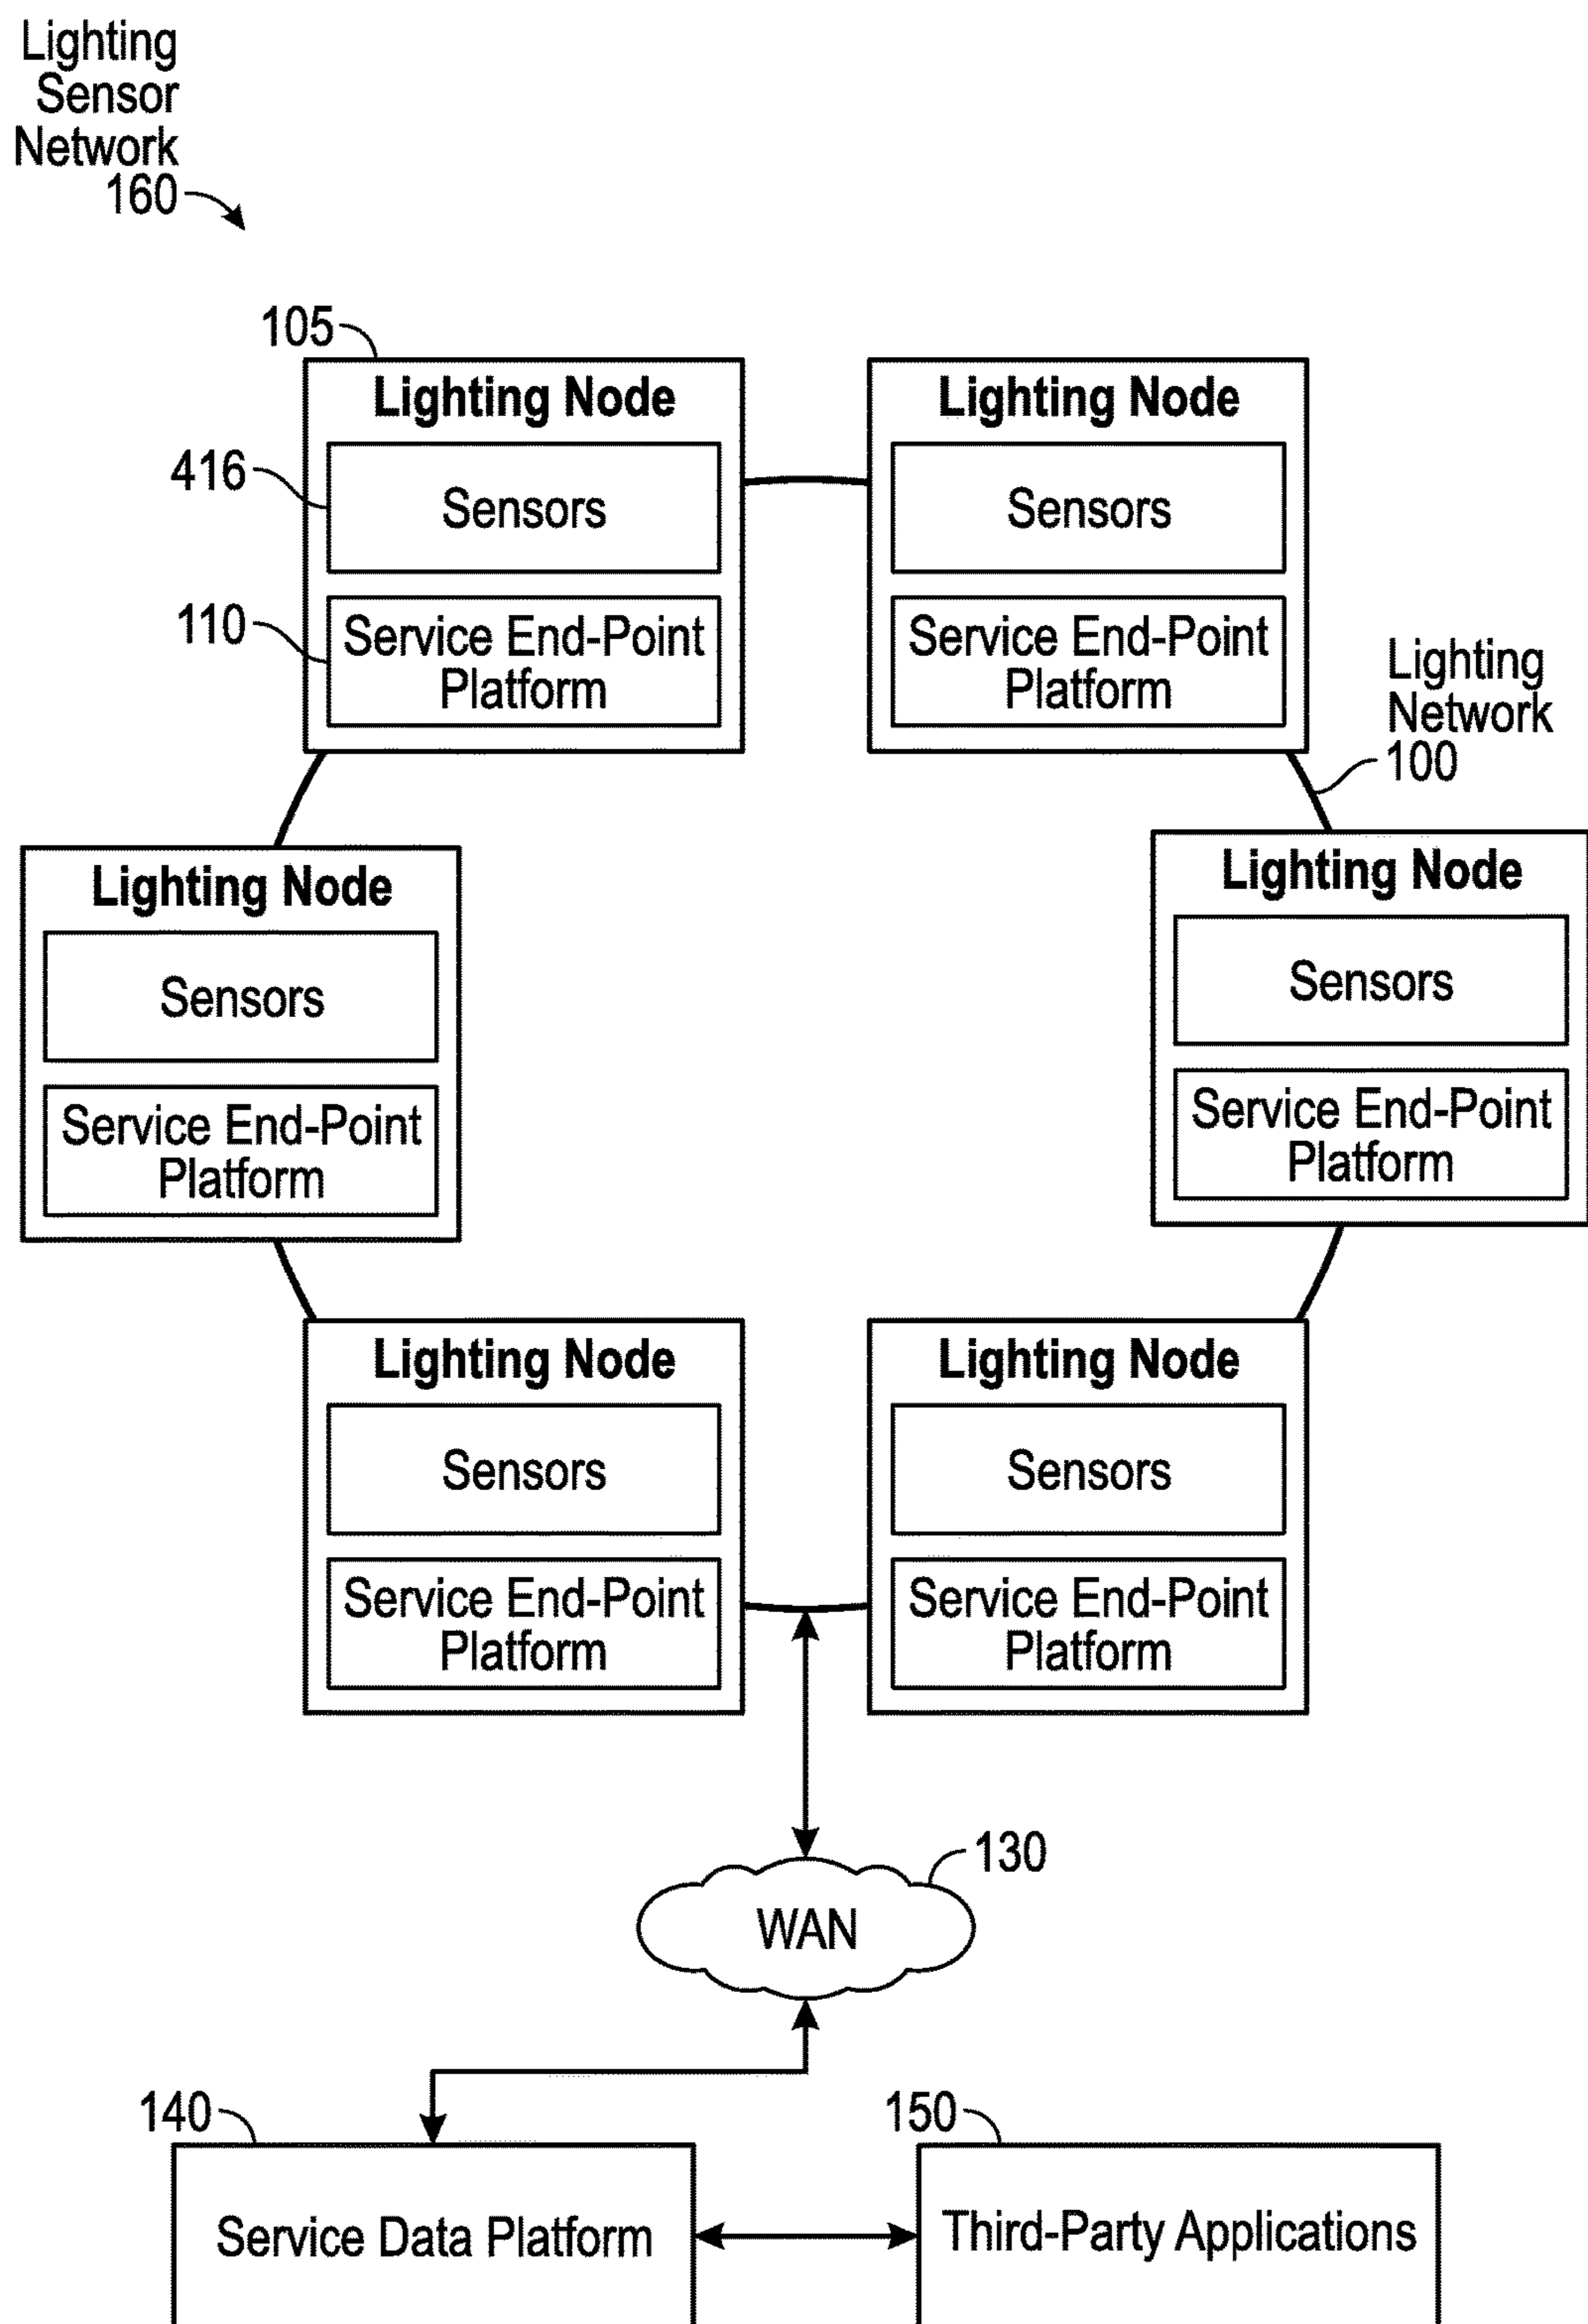 Lighting
Sensor
Network
160
105
Lighting Node
416
Sensors
110
Service End-Point
Platform
Lighting Node
Sensors
Service End-Point
Platform
Lighting
Network
100
Lighting Node
Sensors
Service End-Point
Platform
Lighting Node
Sensors
Service End-Point
Platform
Lighting Node
Sensors
Service End-Point
Platform
Lighting Node
Sensors
Service End-Point
Platform
130
WAN
140
Service Data Platform
150
Third-Party Applications